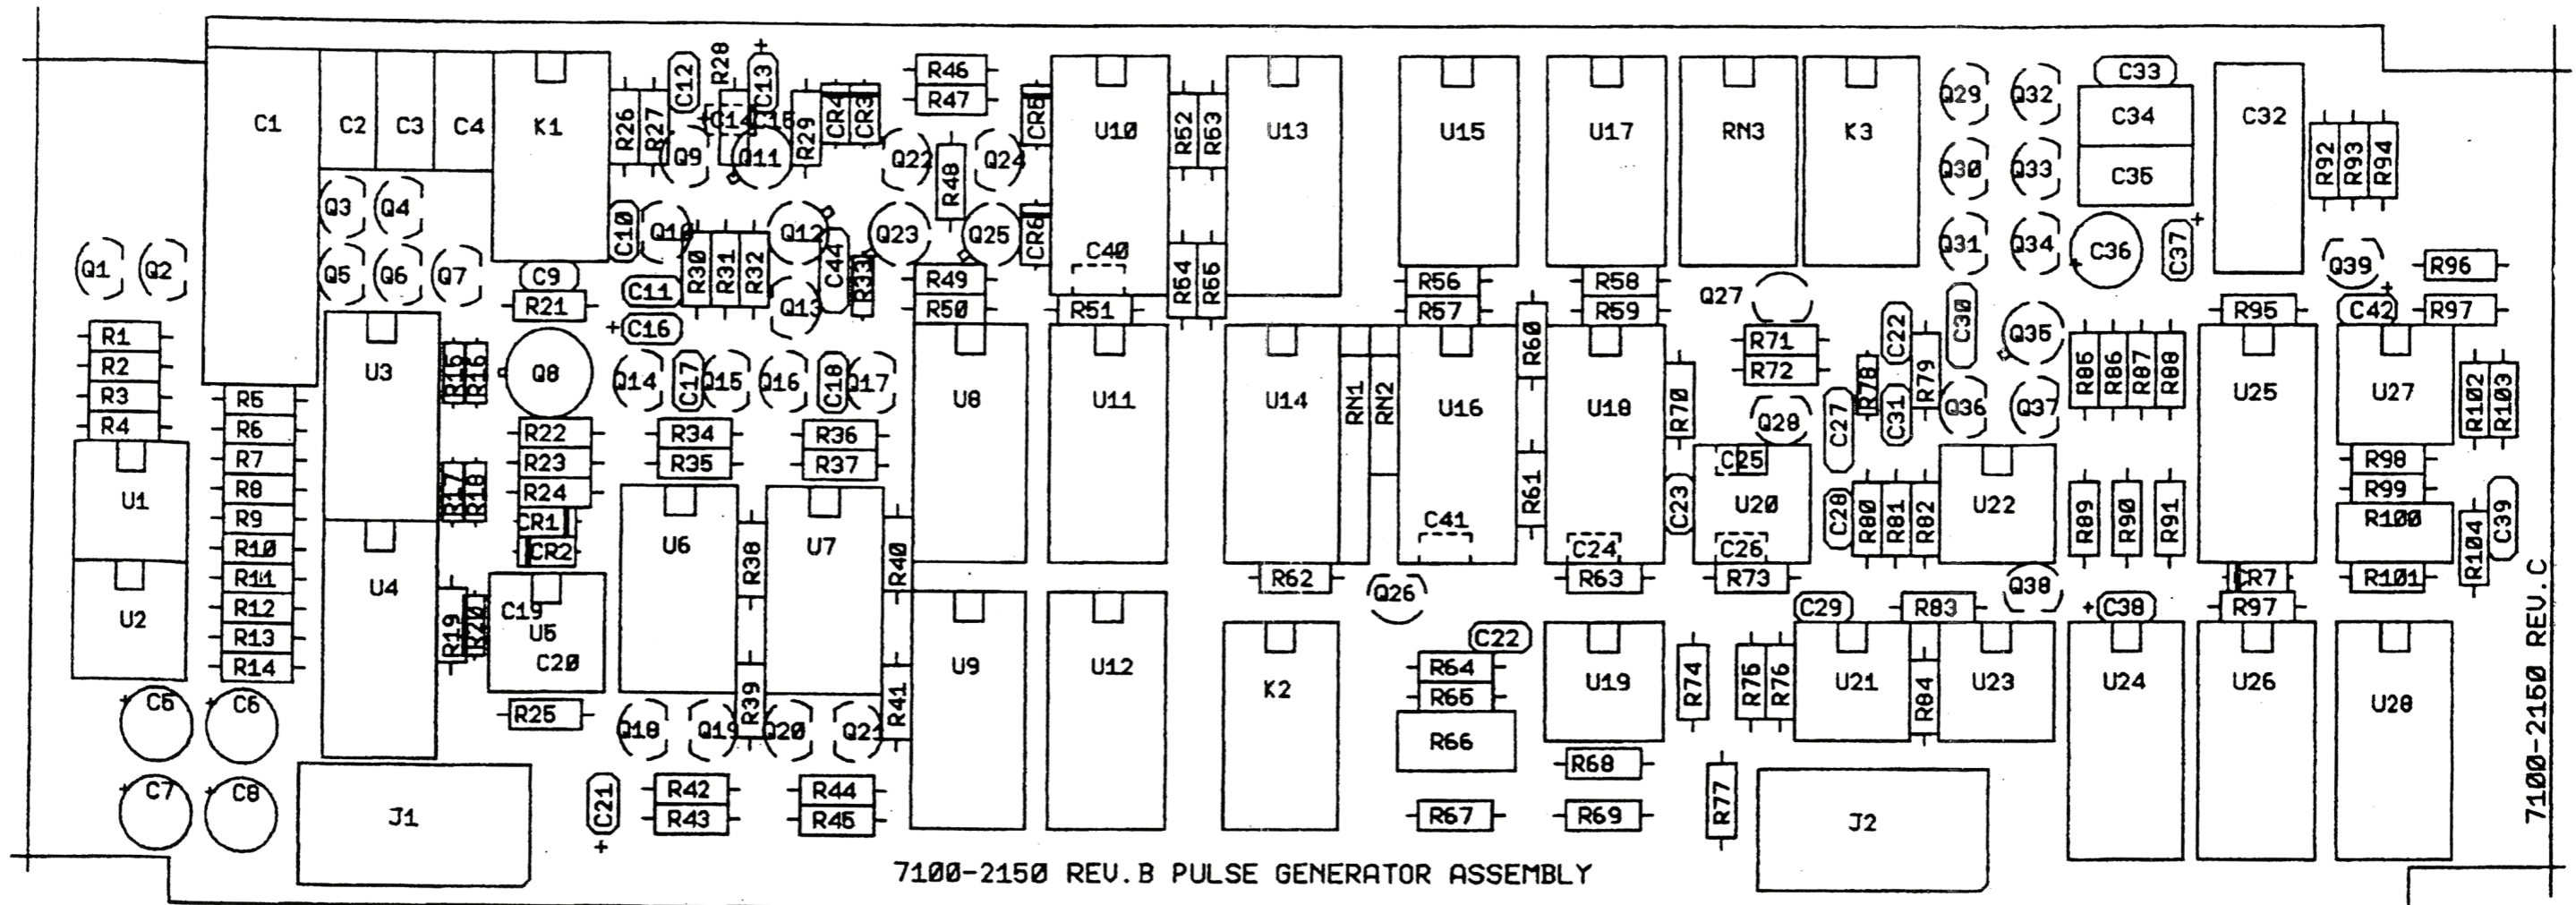 R28
C12
C13
R46
R47
C33
C1
C2
C3
C4
K1
R26
R27
C14
C15
R29
CR4
CR3
CR5
U10
R52
R53
U13
U15
U17
RN3
K3
Q29
Q32
C34
C32
Q9
Q11
Q22
R48
Q24
Q30
Q33
C35
R92
R93
R94
Q3
Q4
C10
Q10
Q12
Q23
Q25
CR6
C40
Q31
Q34
C36
C37
Q1
Q2
Q5
Q6
Q7
C9
C11
R30
R31
R32
C44
R33
R49
R54
R55
R56
R58
Q39
R96
R21
C16
Q13
R50
R51
R57
R60
R59
Q27
C22
C30
Q35
R95
C42
R97
R1
R2
R3
R4
U3
R15
R16
Q8
Q14
C17
Q15
Q16
C18
Q17
U8
U11
U14
RN1
RN2
U16
U18
R70
R71
R72
R78
R79
R85
R86
R87
R88
U25
U27
R102
R103
R5
R6
R7
R8
R9
R10
R11
R12
R13
R14
R22
R23
R24
CR1
CR2
R34
R35
R36
R37
Q28
C27
C31
Q36
Q37
U1
R17
R18
R61
C23
C25
U20
C28
R80
R81
R82
U22
R89
R90
R91
R98
R99
R100
R104
C39
U4
U6
R38
U7
R40
C41
C24
C26
U2
R19
R20
C19
U5
C20
R62
Q26
R63
R73
Q38
CR7
R101
U9
U12
C29
R83
+C38
R97
K2
C22
R64
R65
R66
U19
R74
R75
R76
U21
R84
U23
U24
U26
U28
C5
C6
R25
R39
R41
Q18
Q19
Q20
Q21
C7
C8
J1
C21
R42
R43
R44
R45
R67
R68
R69
R77
J2
7100-2150 REV.B PULSE GENERATOR ASSEMBLY
7100-2150 REV.C